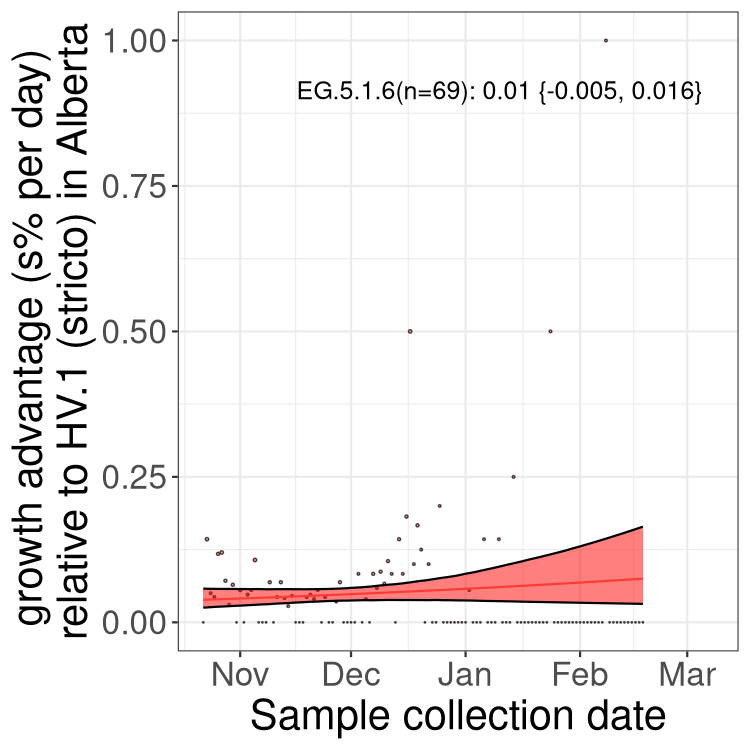 growth advantage (s% per day)
relative to HV.1 (stricto) in Alberta
1.00
0.75
0.50
0.25
0.00
EG.5.1.6(n=69): 0.01 {-0.005, 0.016}
Nov Dec Jan Feb Mar
Sample collection date